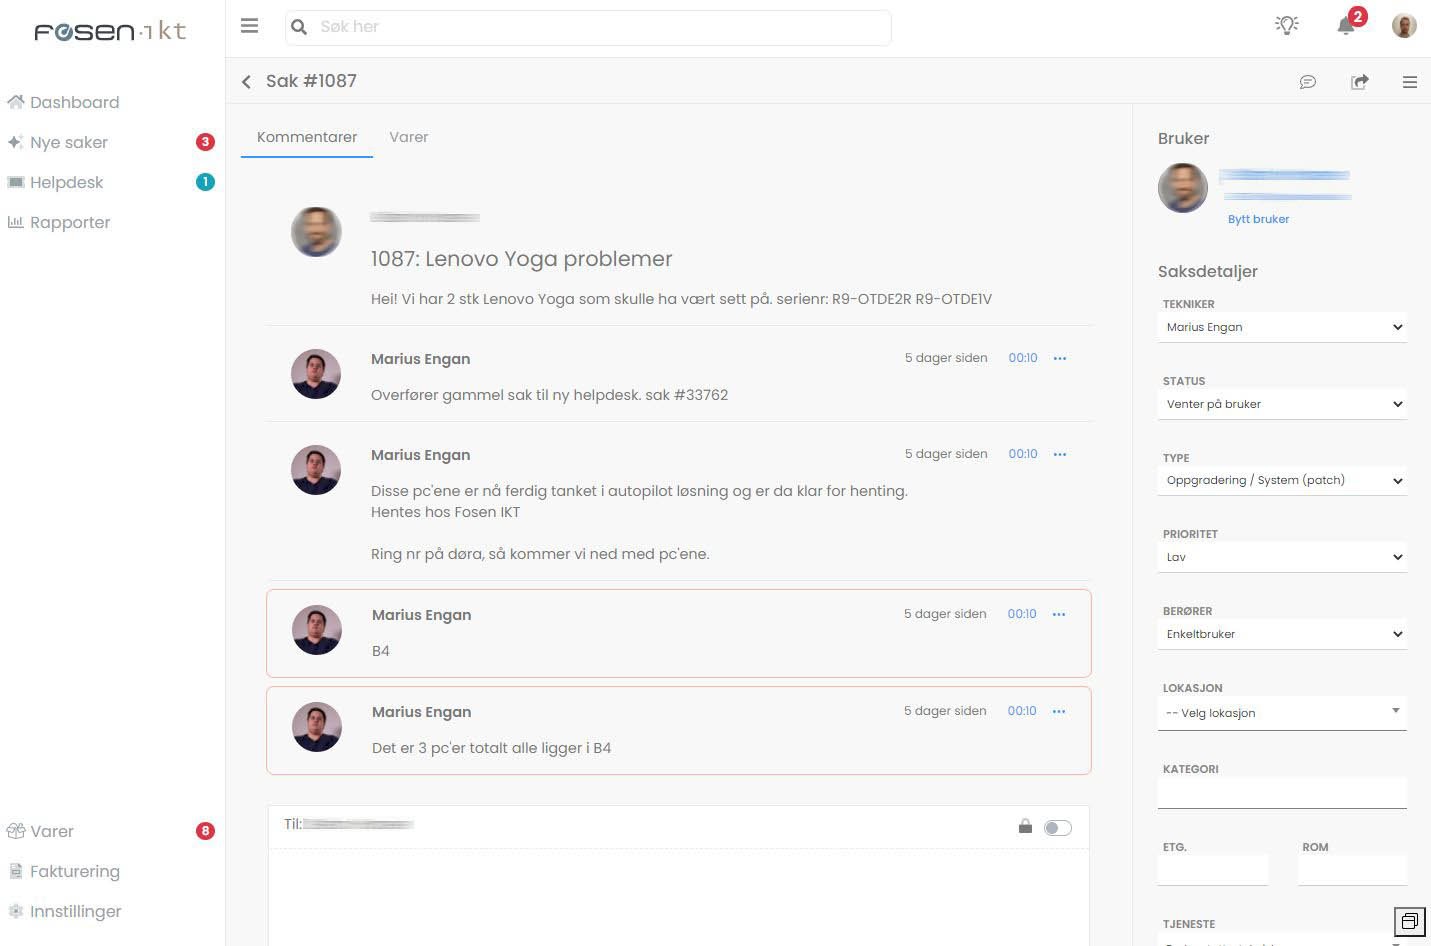 Fosen·ikt
Søk her
2
Dashboard
Nye saker 3
Helpdesk 1
Rapporter
Varer 8
Fakturering
Innstillinger
Sak #1087
Kommentarer Varer
1087: Lenovo Yoga problemer
Hei! Vi har 2 stk Lenovo Yoga som skulle ha vært sett på. serienr: R9-OTDE2R R9-OTDE1V
Marius Engan 5 dager siden 00:10 ...
Overfører gammel sak til ny helpdesk. sak #33762
Marius Engan 5 dager siden 00:10 ...
Disse pc'ene er nå ferdig tanket i autopilot løsning og er da klar for henting.
Hentes hos Fosen IKT
Ring nr på døra, så kommer vi ned med pc'ene.
Marius Engan 5 dager siden 00:10 ...
B4
Marius Engan 5 dager siden 00:10 ...
Det er 3 pc'er totalt alle ligger i B4
Til:
Bruker
Bytt bruker
Saksdetaljer
TEKNIKER
Marius Engan
STATUS
Venter på bruker
TYPE
Oppgradering / System (patch)
PRIORITET
Lav
BERØRER
Enkeltbruker
LOKASJON
-- Velg lokasjon
KATEGORI
ETG. ROM
TJENESTE